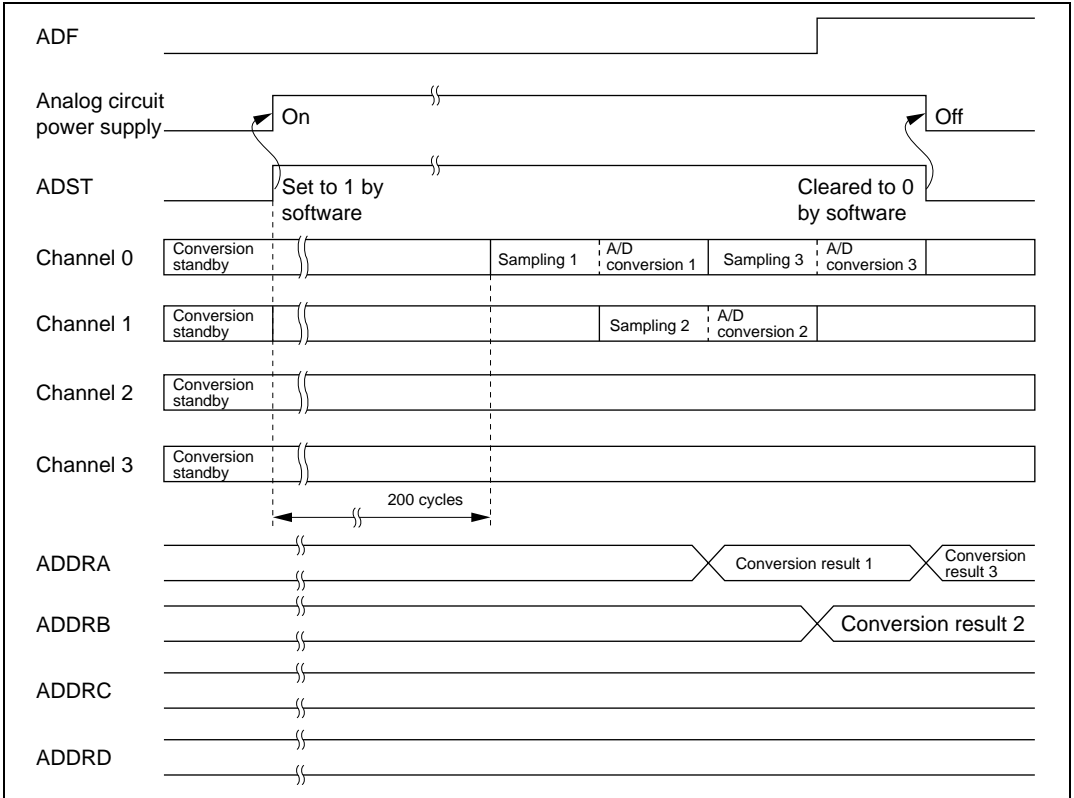 ADF
Analog circuit
power supply
On
Off
ADST
Set to 1 by
software
Cleared to 0
by software
Channel 0
Conversion
standby
Sampling 1
A/D
conversion 1
Sampling 3
A/D
conversion 3
Channel 1
Conversion
standby
Sampling 2
A/D
conversion 2
Channel 2
Conversion
standby
Channel 3
Conversion
standby
200 cycles
ADDRA
Conversion result 1
Conversion
result 3
ADDRB
Conversion result 2
ADDRC
ADDRD